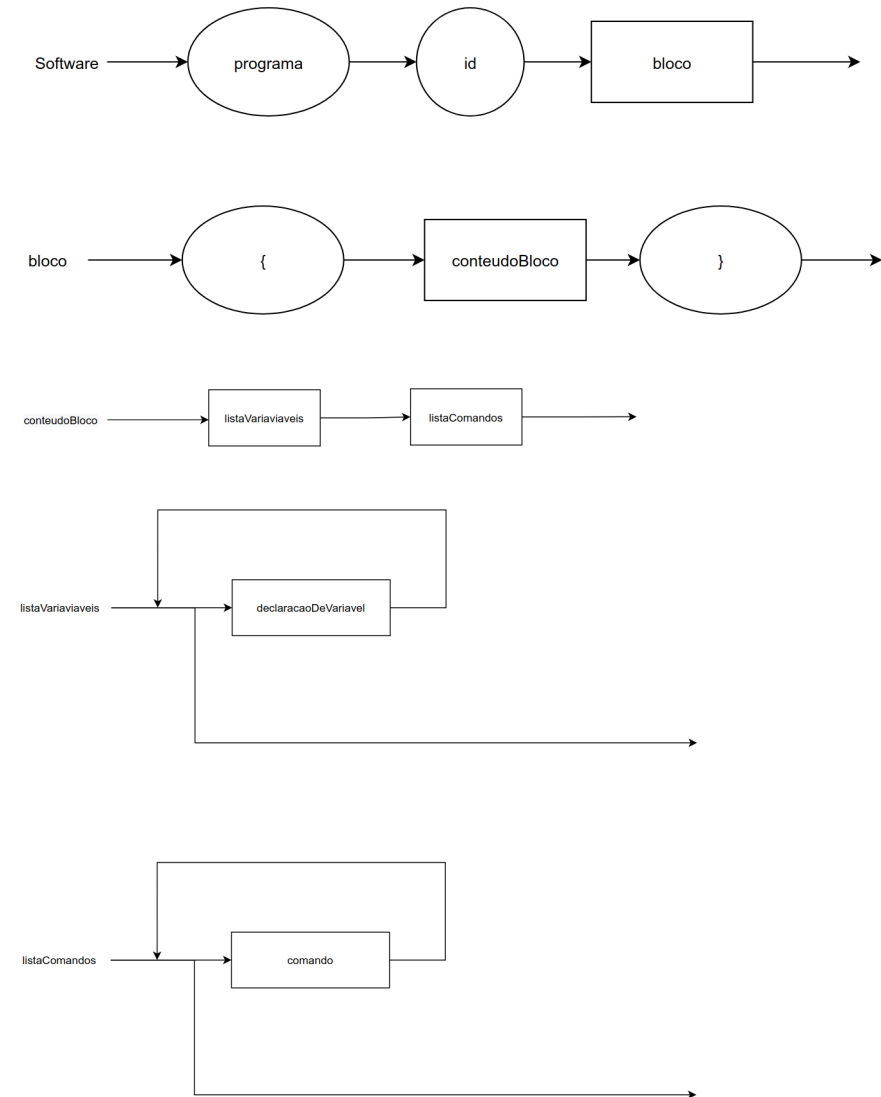 Software programa id bloco
bloco { conteudoBloco }
conteudoBloco listaVariaviaveis listaComandos
listaVariaviaveis declaracaoDeVariavel
listaComandos comando